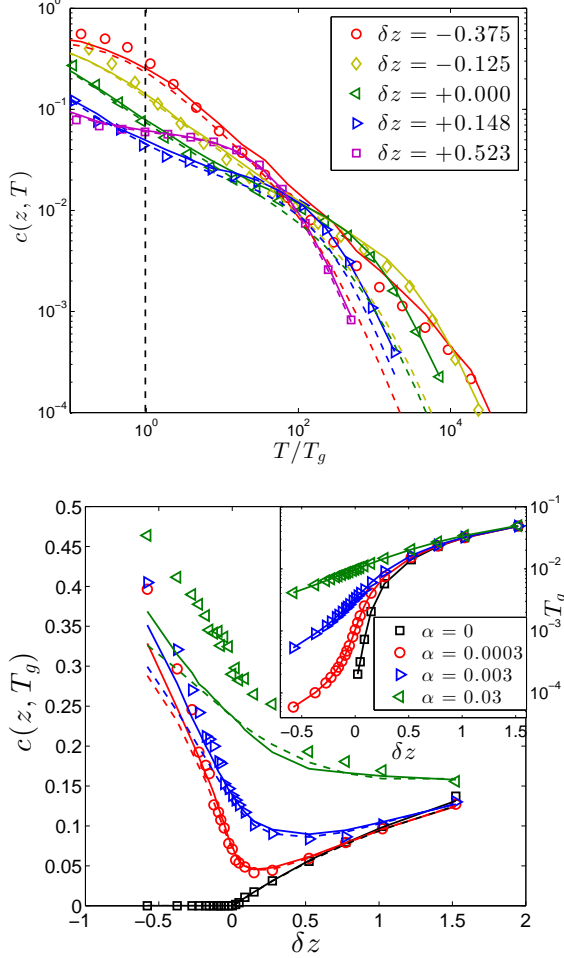 10^0
10^-1
10^-2
10^-3
10^-4
c(z, T)
δz = −0.375
δz = −0.125
δz = +0.000
δz = +0.148
δz = +0.523
10^0 10^2 10^4
T/T_g
0.5
0.45
0.4
0.35
0.3
0.25
0.2
0.15
0.1
0.05
0
c(z, T_g)
−1 −0.5 0 0.5 1 1.5 2
δz
10^-1
10^-2
10^-3
10^-4
T_g
α = 0
α = 0.0003
α = 0.003
α = 0.03
−0.5 0 0.5 1 1.5
δz